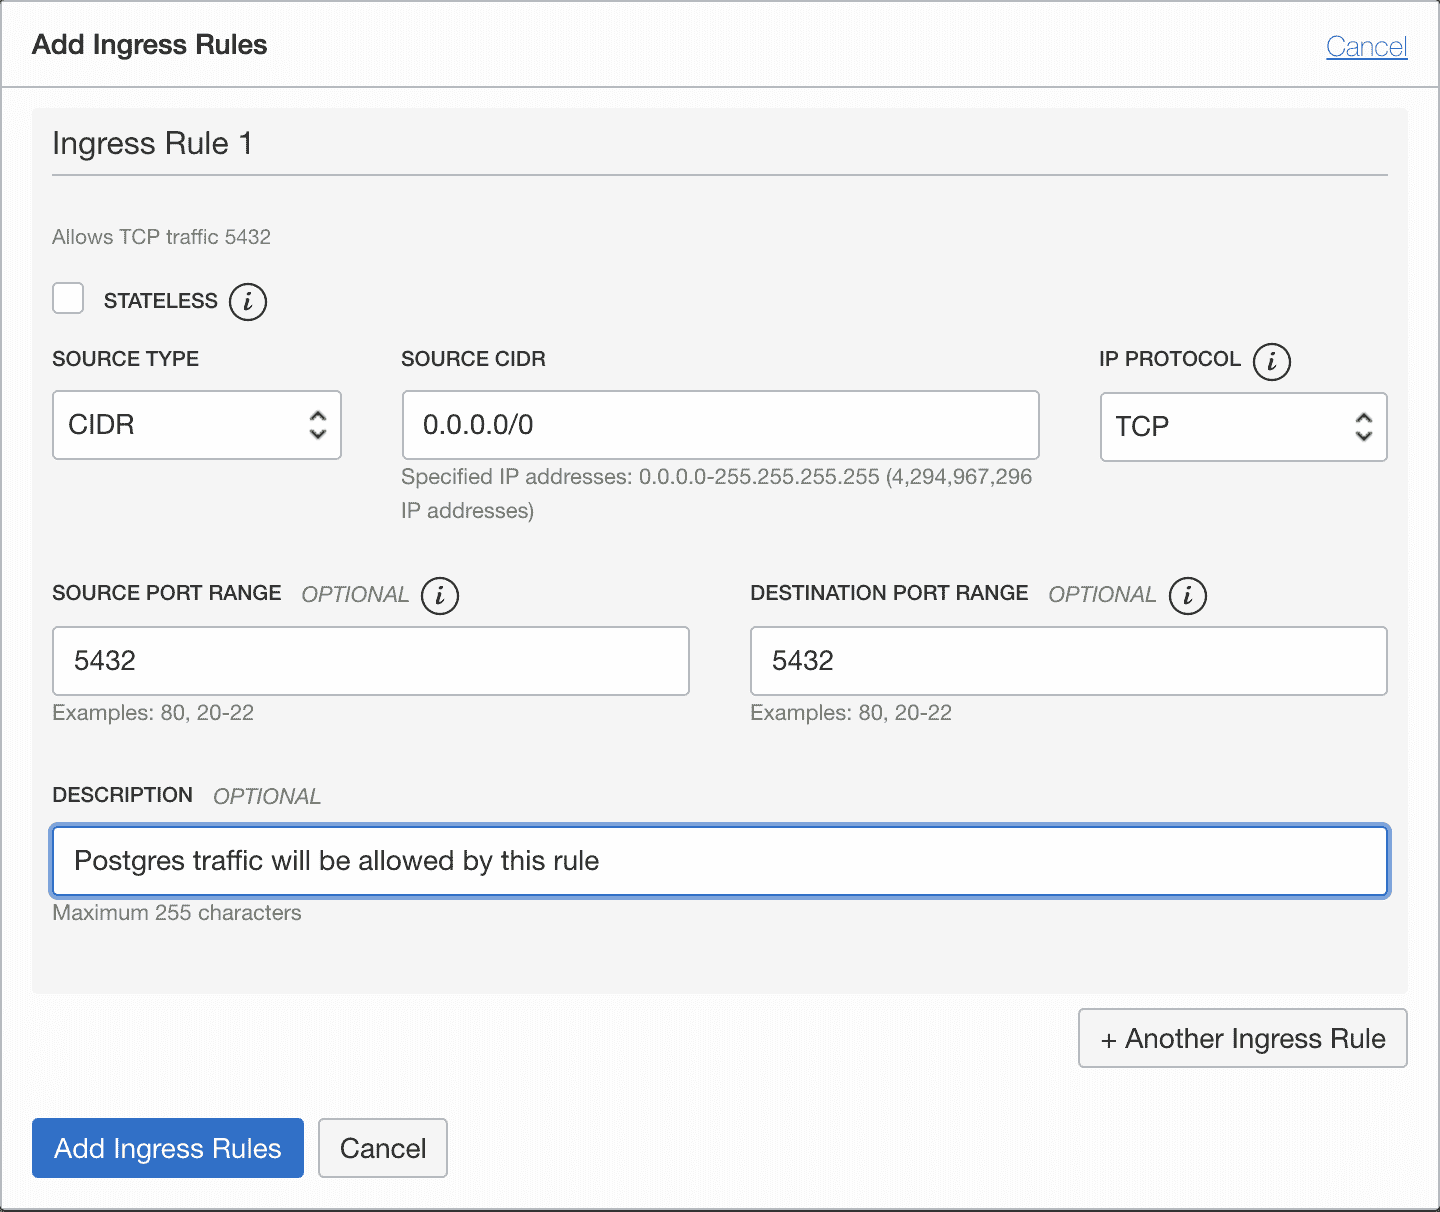 Add Ingress Rules
Cancel
Ingress Rule 1
Allows TCP traffic 5432
STATELESS i
SOURCE TYPE
SOURCE CIDR
IP PROTOCOL i
CIDR
0.0.0.0/0
TCP
Specified IP addresses: 0.0.0.0-255.255.255.255 (4,294,967,296
IP addresses)
SOURCE PORT RANGE OPTIONAL i
DESTINATION PORT RANGE OPTIONAL i
5432
5432
Examples: 80, 20-22
Examples: 80, 20-22
DESCRIPTION OPTIONAL
Postgres traffic will be allowed by this rule
Maximum 255 characters
+ Another Ingress Rule
Add Ingress Rules
Cancel